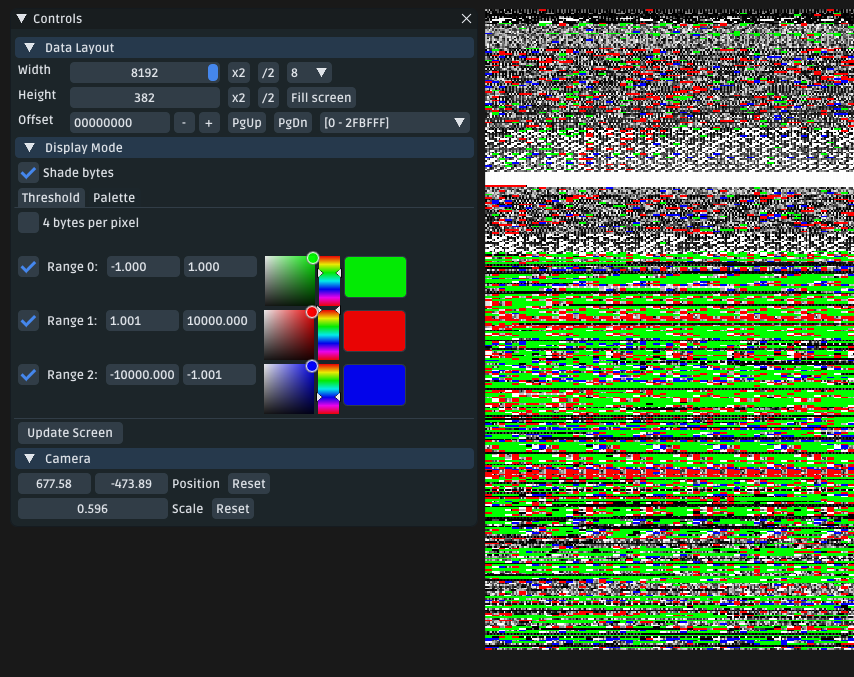 Controls
Data Layout
Width 8192 x2 /2 8
Height 382 x2 /2 Fill screen
Offset 00000000 - + PgUp PgDn [0 - 2FBFFF]
Display Mode
Shade bytes
Threshold Palette
4 bytes per pixel
Range 0: -1.000 1.000
Range 1: 1.001 10000.000
Range 2: -10000.000 -1.001
Update Screen
Camera
677.58 -473.89 Position Reset
0.596 Scale Reset